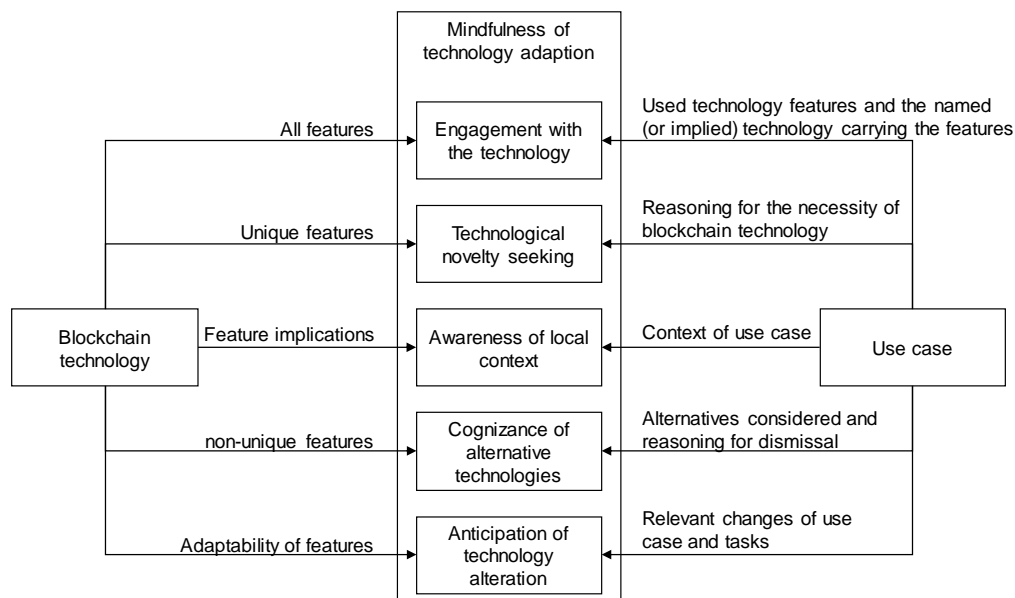 Mindfulness of
technology adaption
All features
Engagement with
the technology
Used technology features and the named
(or implied) technology carrying the features
Unique features
Technological
novelty seeking
Reasoning for the necessity of
blockchain technology
Blockchain
technology
Feature implications
Awareness of local
context
Context of use case
Use case
non-unique features
Cognizance of
alternative
technologies
Alternatives considered and
reasoning for dismissal
Adaptability of features
Anticipation of
technology
alteration
Relevant changes of use
case and tasks